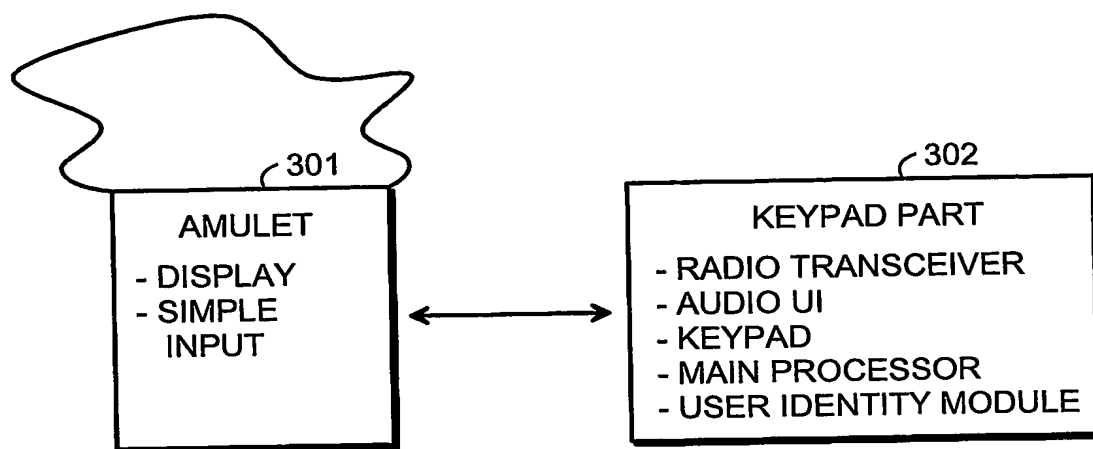 301
AMULET
- DISPLAY
- SIMPLE
INPUT
302
KEYPAD PART
- RADIO TRANSCEIVER
- AUDIO UI
- KEYPAD
- MAIN PROCESSOR
- USER IDENTITY MODULE